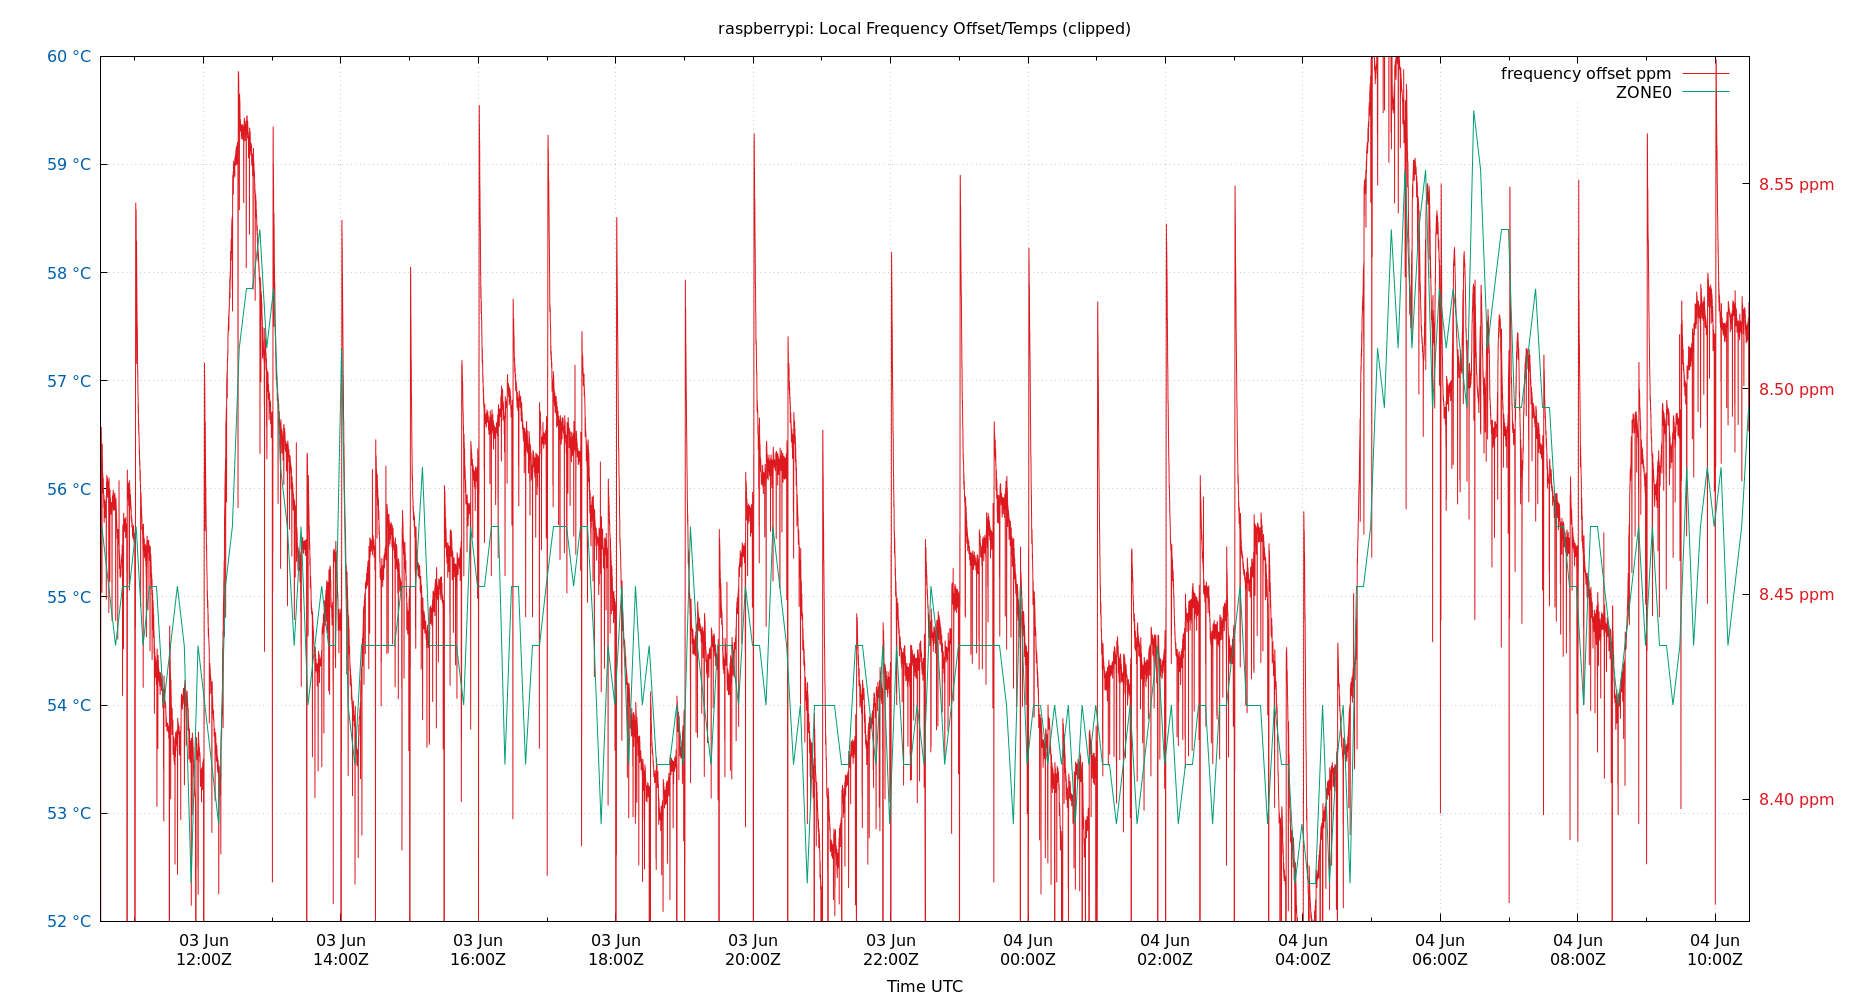 raspberrypi: Local Frequency Offset/Temps (clipped)
60 °C
59 °C
58 °C
57 °C
56 °C
55 °C
54 °C
53 °C
52 °C
frequency offset ppm
ZONE0
8.55 ppm
8.50 ppm
8.45 ppm
8.40 ppm
03 Jun
12:00Z
03 Jun
14:00Z
03 Jun
16:00Z
03 Jun
18:00Z
03 Jun
20:00Z
03 Jun
22:00Z
04 Jun
00:00Z
04 Jun
02:00Z
04 Jun
04:00Z
04 Jun
06:00Z
04 Jun
08:00Z
04 Jun
10:00Z
Time UTC